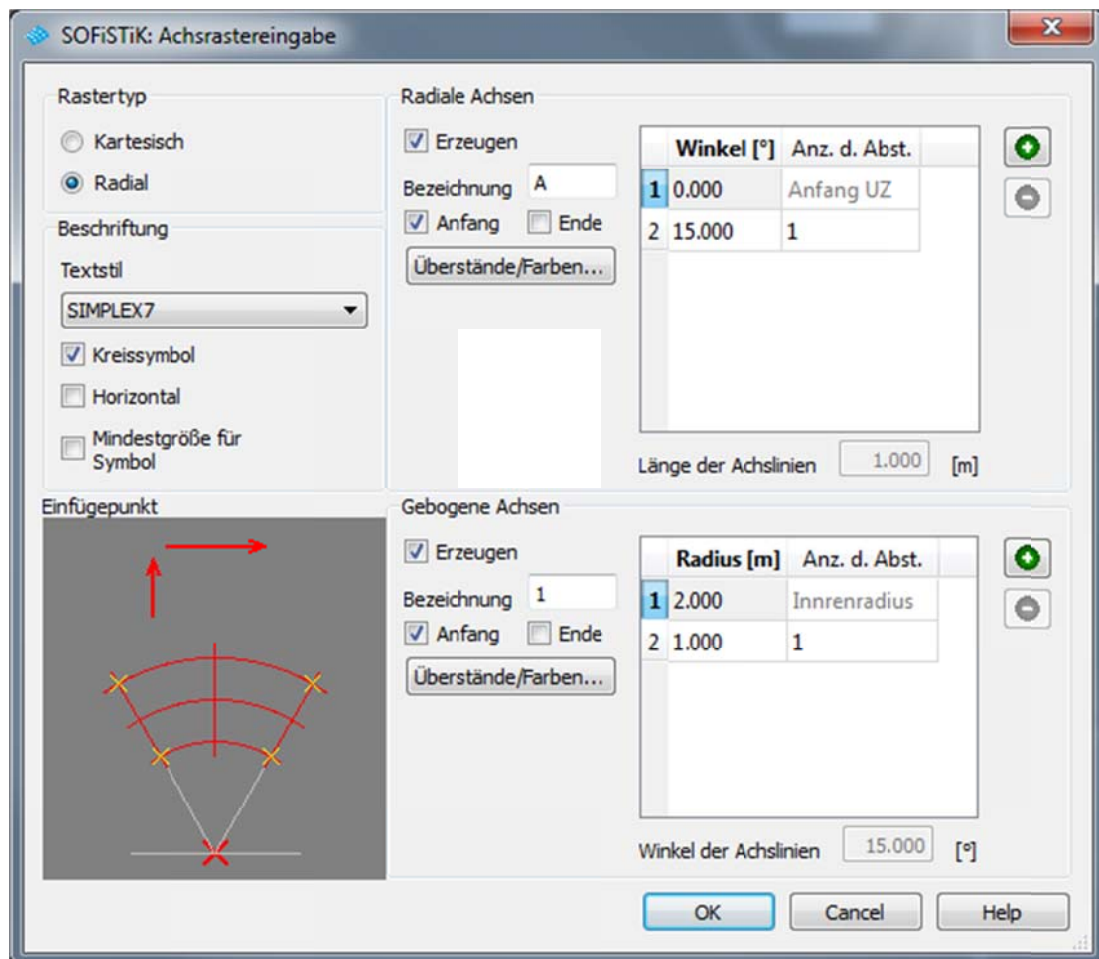 SOFiSTiK: Achsrastereingabe
Rastertyp
Kartesisch
Radial
Beschriftung
Textstil
SIMPLEX7
Kreissymbol
Horizontal
Mindestgröße für
Symbol
Einfügepunkt
Radiale Achsen
Erzeugen
Bezeichnung A
Anfang Ende
Überstände/Farben...
Winkel [°] Anz. d. Abst.
1 0.000 Anfang UZ
2 15.000 1
Länge der Achslinien 1.000 [m]
Gebogene Achsen
Erzeugen
Bezeichnung 1
Anfang Ende
Überstände/Farben...
Radius [m] Anz. d. Abst.
1 2.000 Innrenradius
2 1.000 1
Winkel der Achslinien 15.000 [°]
OK Cancel Help